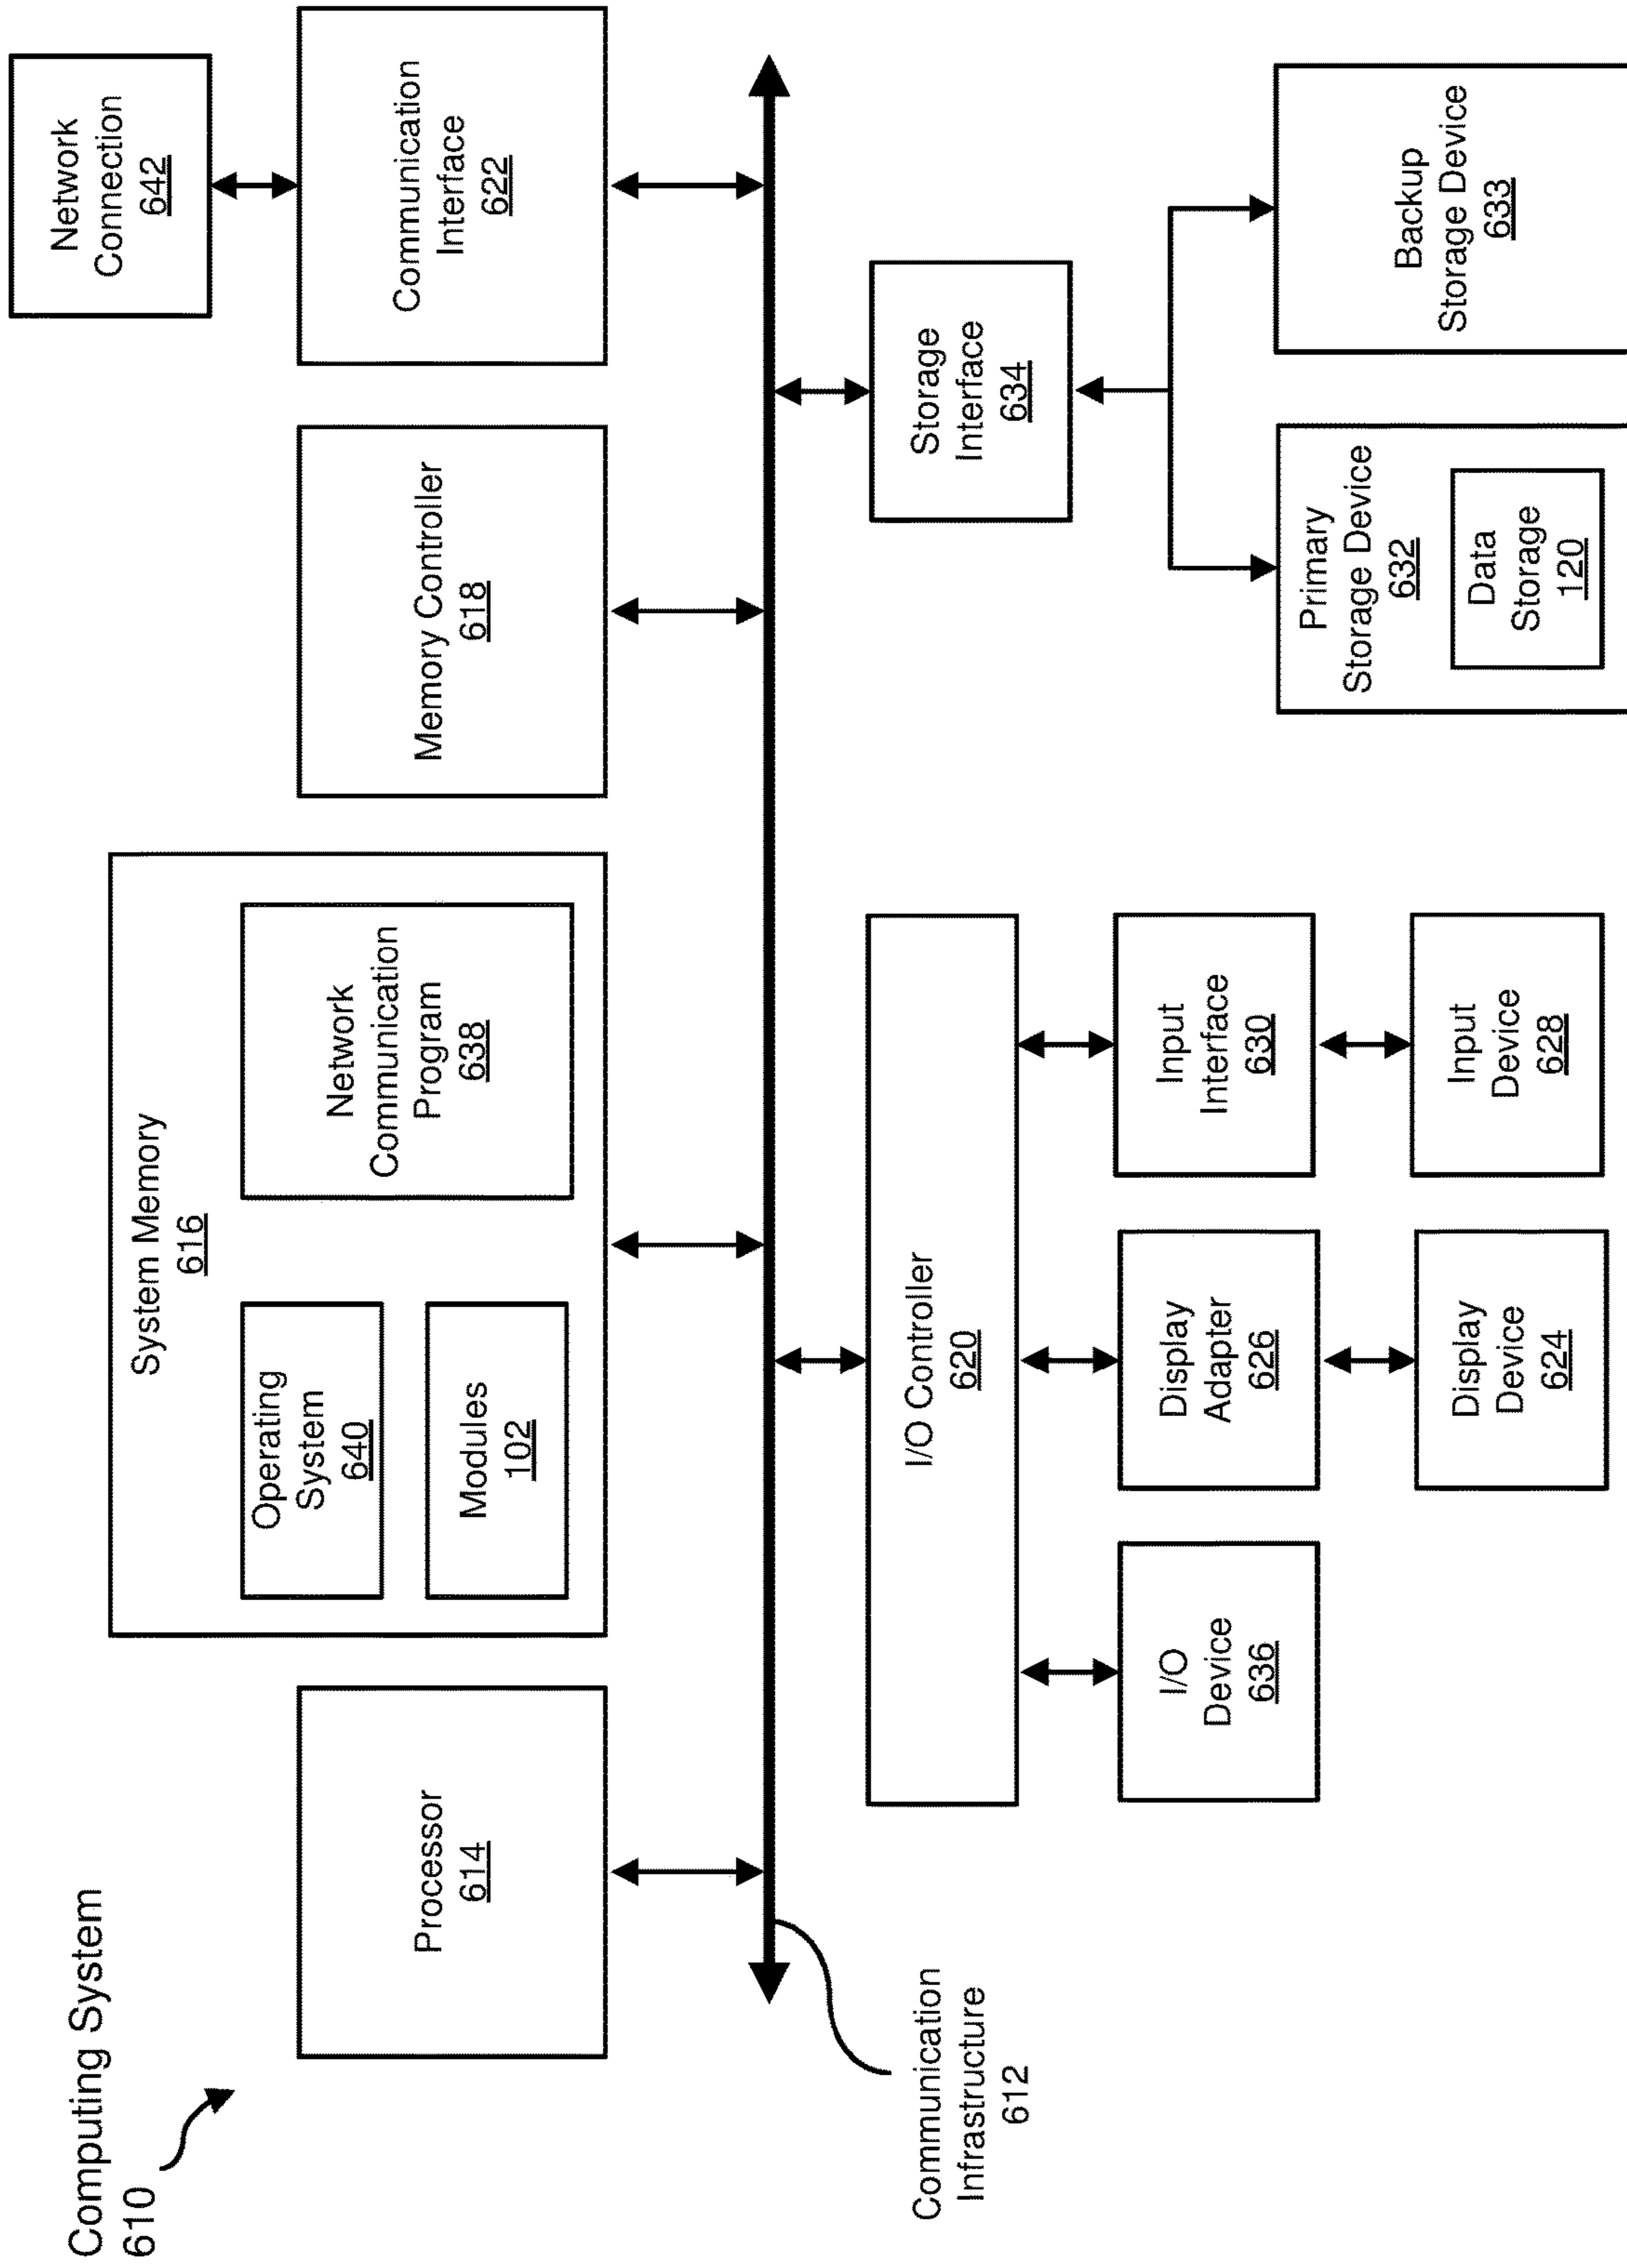 Computing System
610
Processor
614
System Memory
616
Operating
System
640
Modules
102
Network
Communication
Program
638
Memory Controller
618
Network
Connection
642
Communication
Interface
622
Communication
Infrastructure
612
I/O Controller
620
I/O
Device
636
Display
Adapter
626
Display
Device
624
Input
Interface
630
Input
Device
628
Storage
Interface
634
Primary
Storage Device
632
Data
Storage
120
Backup
Storage Device
633